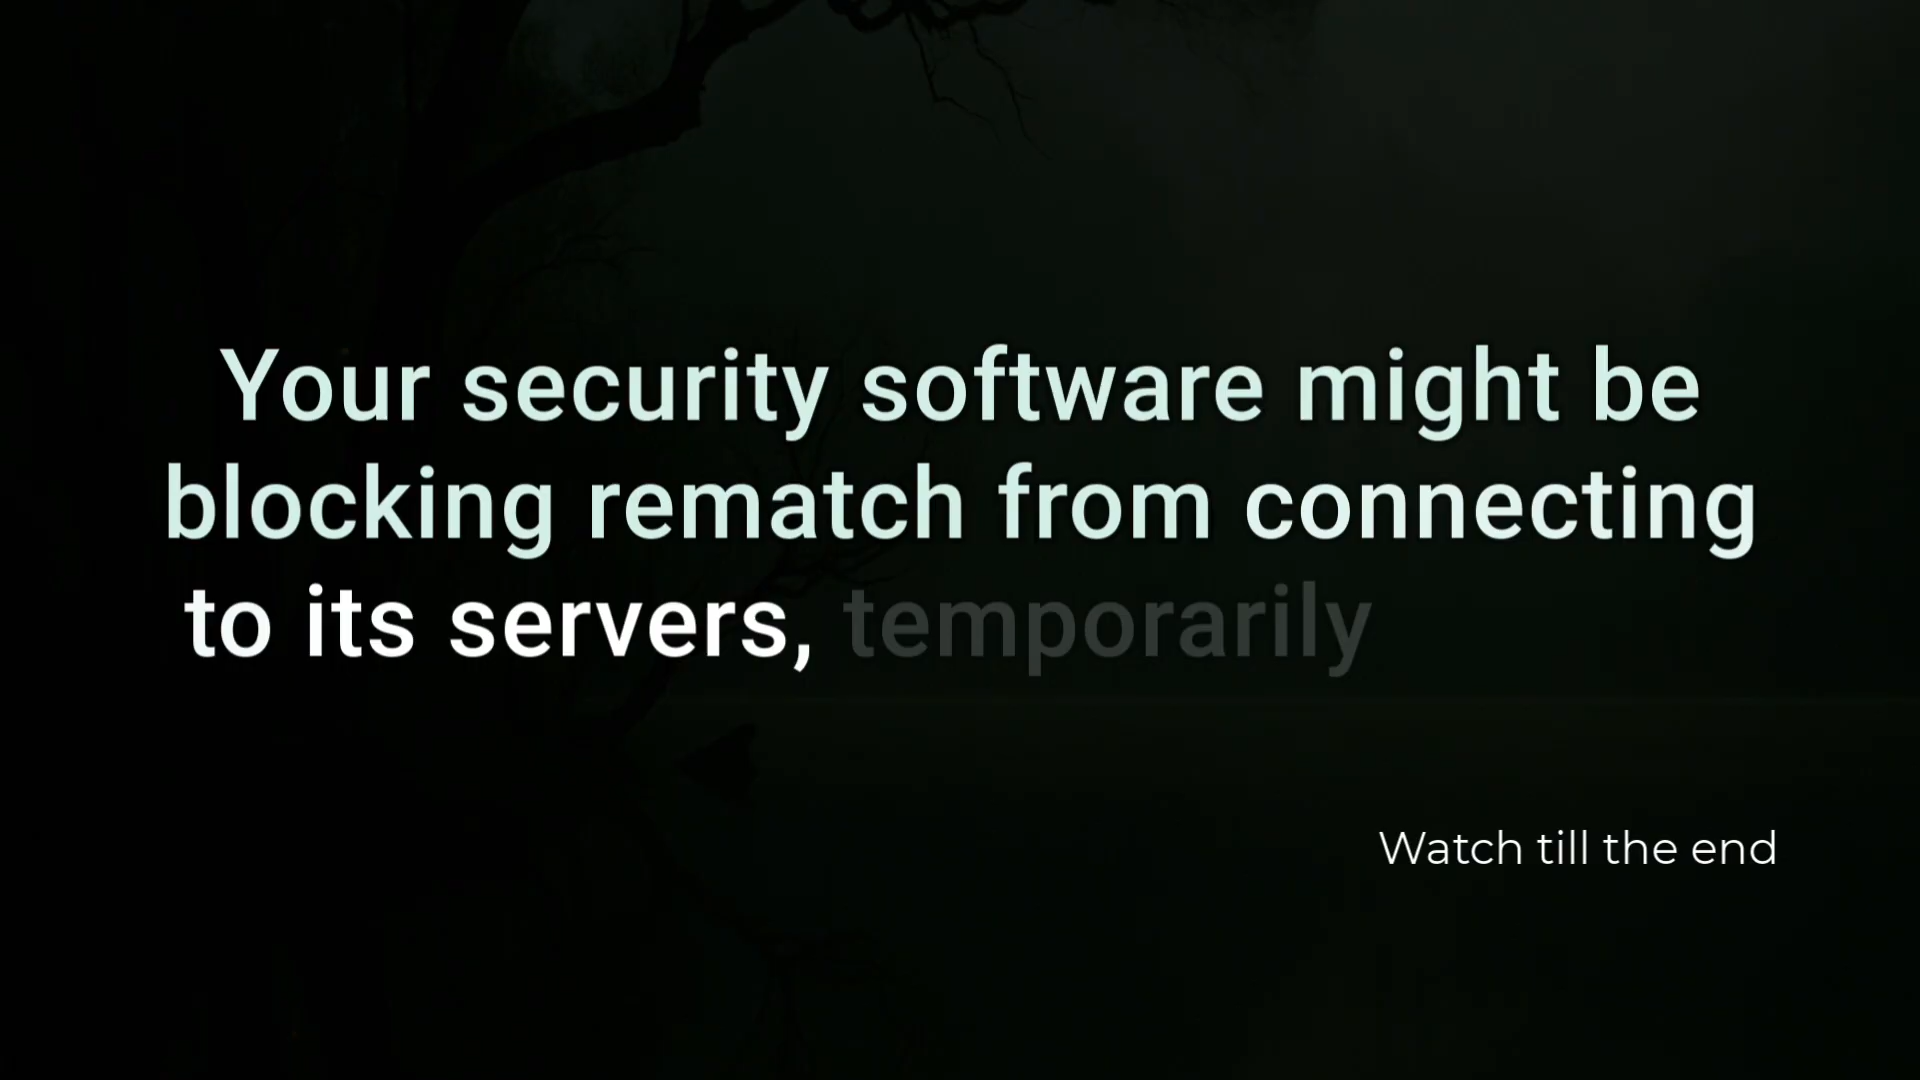 Your security software might be
blocking rematch from connecting
to its servers, temporarily
Watch till the end